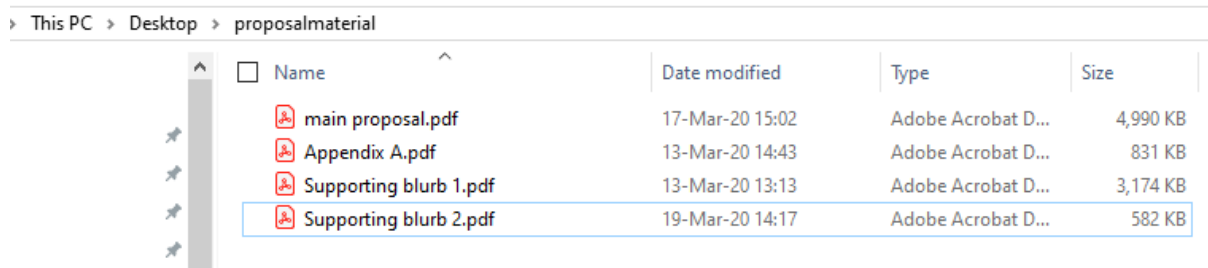 › This PC › Desktop › proposalmaterial
Name Date modified Type Size
main proposal.pdf 17-Mar-20 15:02 Adobe Acrobat D... 4,990 KB
Appendix A.pdf 13-Mar-20 14:43 Adobe Acrobat D... 831 KB
Supporting blurb 1.pdf 13-Mar-20 13:13 Adobe Acrobat D... 3,174 KB
Supporting blurb 2.pdf 19-Mar-20 14:17 Adobe Acrobat D... 582 KB